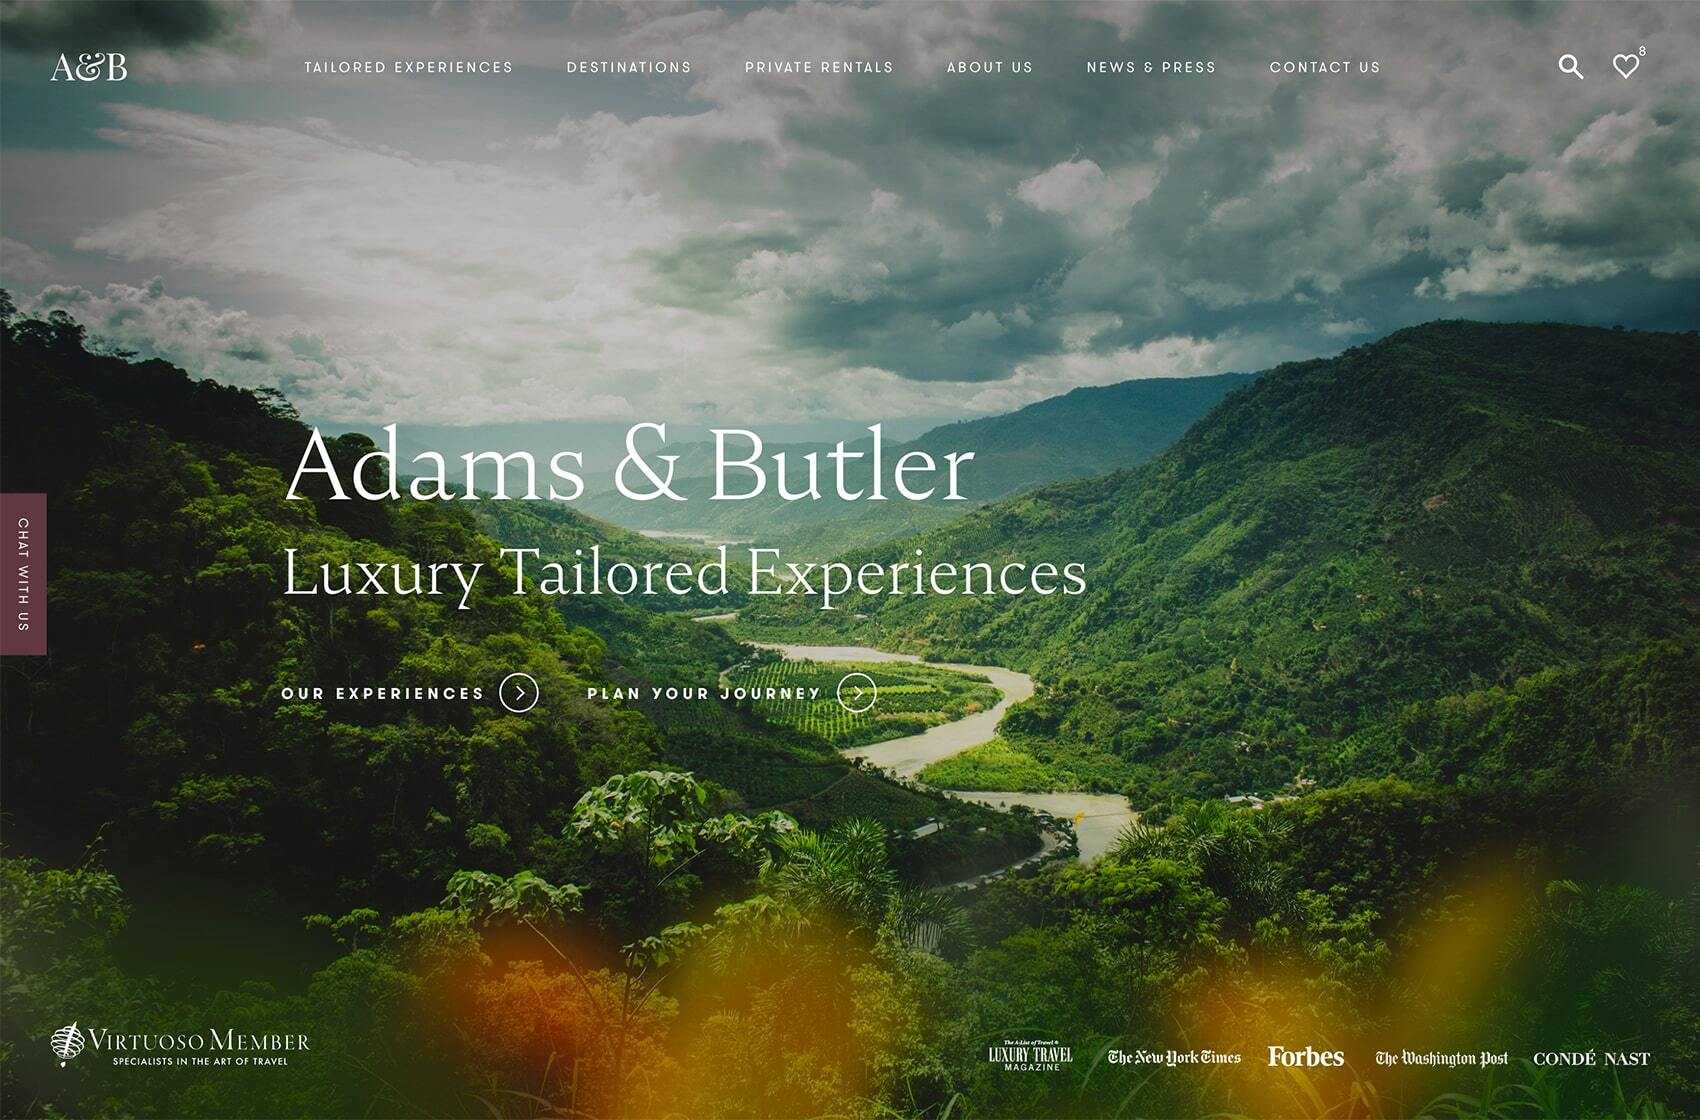 A&B
TAILORED EXPERIENCES
DESTINATIONS
PRIVATE RENTALS
ABOUT US
NEWS & PRESS
CONTACT US
8
Adams & Butler
Luxury Tailored Experiences
CHAT WITH US
OUR EXPERIENCES
PLAN YOUR JOURNEY
VIRTUOSO MEMBER
SPECIALISTS IN THE ART OF TRAVEL
The A-List of Travel®
LUXURY TRAVEL
MAGAZINE
The New York Times
Forbes
The Washington Post
CONDÉ NAST